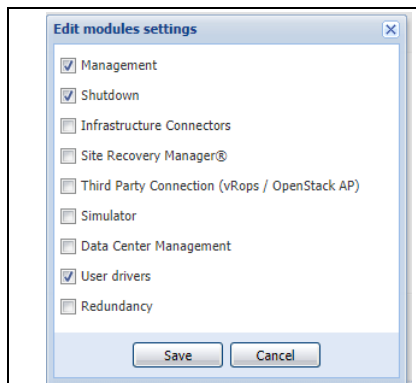 Edit modules settings
Management
Shutdown
Infrastructure Connectors
Site Recovery Manager®
Third Party Connection (vRops / OpenStack AP)
Simulator
Data Center Management
User drivers
Redundancy
Save Cancel